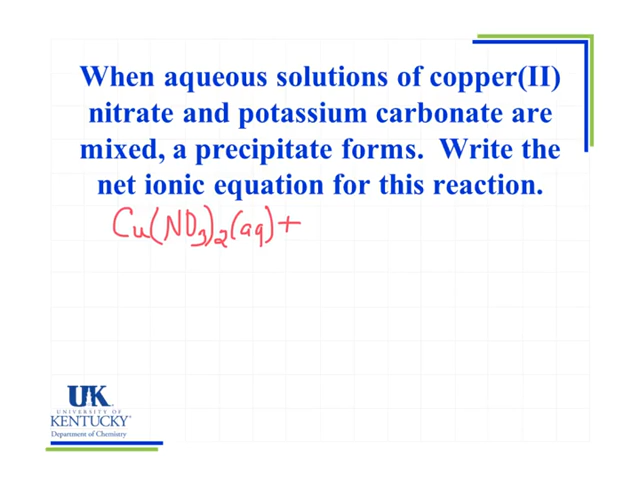 When aqueous solutions of copper(II)
nitrate and potassium carbonate are
mixed, a precipitate forms.  Write the
net ionic equation for this reaction.
Cu(NO3)2(aq)+
UK
UNIVERSITY OF
KENTUCKY
Department of Chemistry